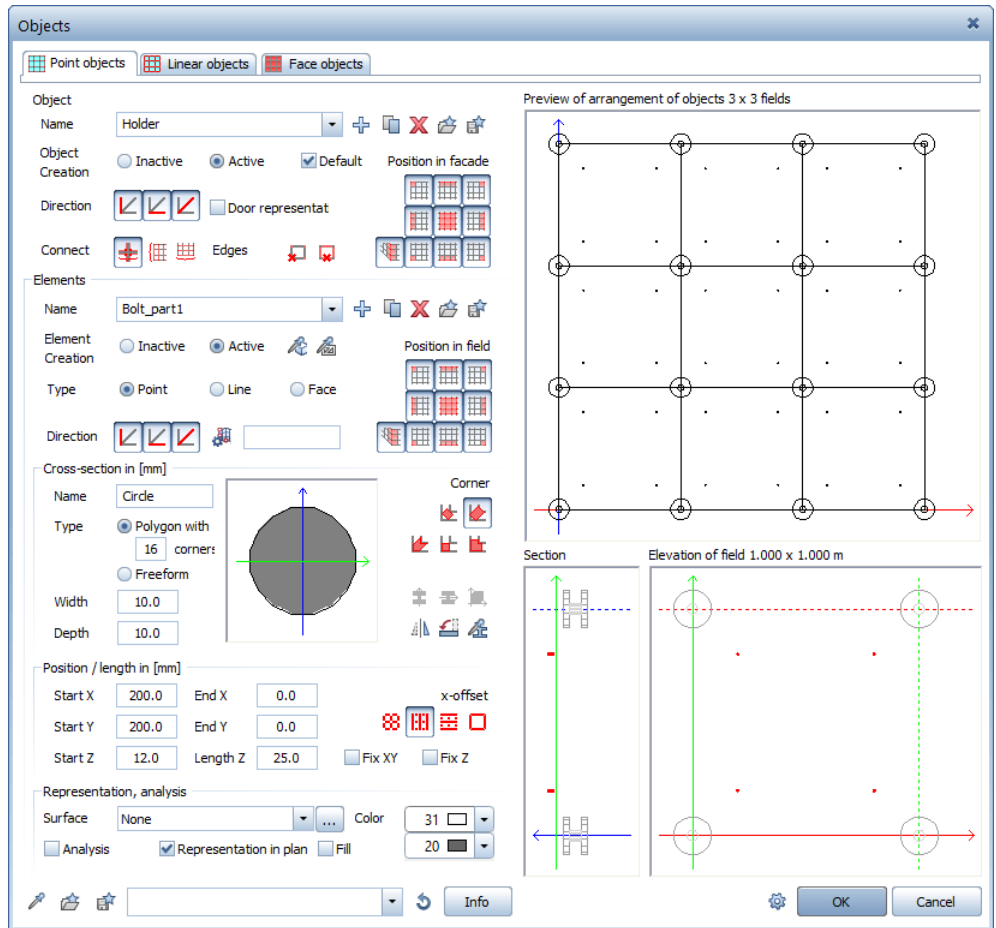 Objects
Point objects Linear objects Face objects
Object
Name Holder
Object
Creation Inactive Active Default Position in facade
Direction Door representat
Connect Edges
Elements
Name Bolt_part1
Element
Creation Inactive Active Position in field
Type Point Line Face
Direction
Cross-section in [mm]
Name Circle Corner
Type Polygon with
16 corners
Freeform
Width 10.0
Depth 10.0
Position / length in [mm]
Start X 200.0 End X 0.0 x-offset
Start Y 200.0 End Y 0.0
Start Z 12.0 Length Z 25.0 Fix XY Fix Z
Representation, analysis
Surface None ... Color 31
Analysis Representation in plan Fill 20
Preview of arrangement of objects 3 x 3 fields
Section Elevation of field 1.000 x 1.000 m
Info OK Cancel